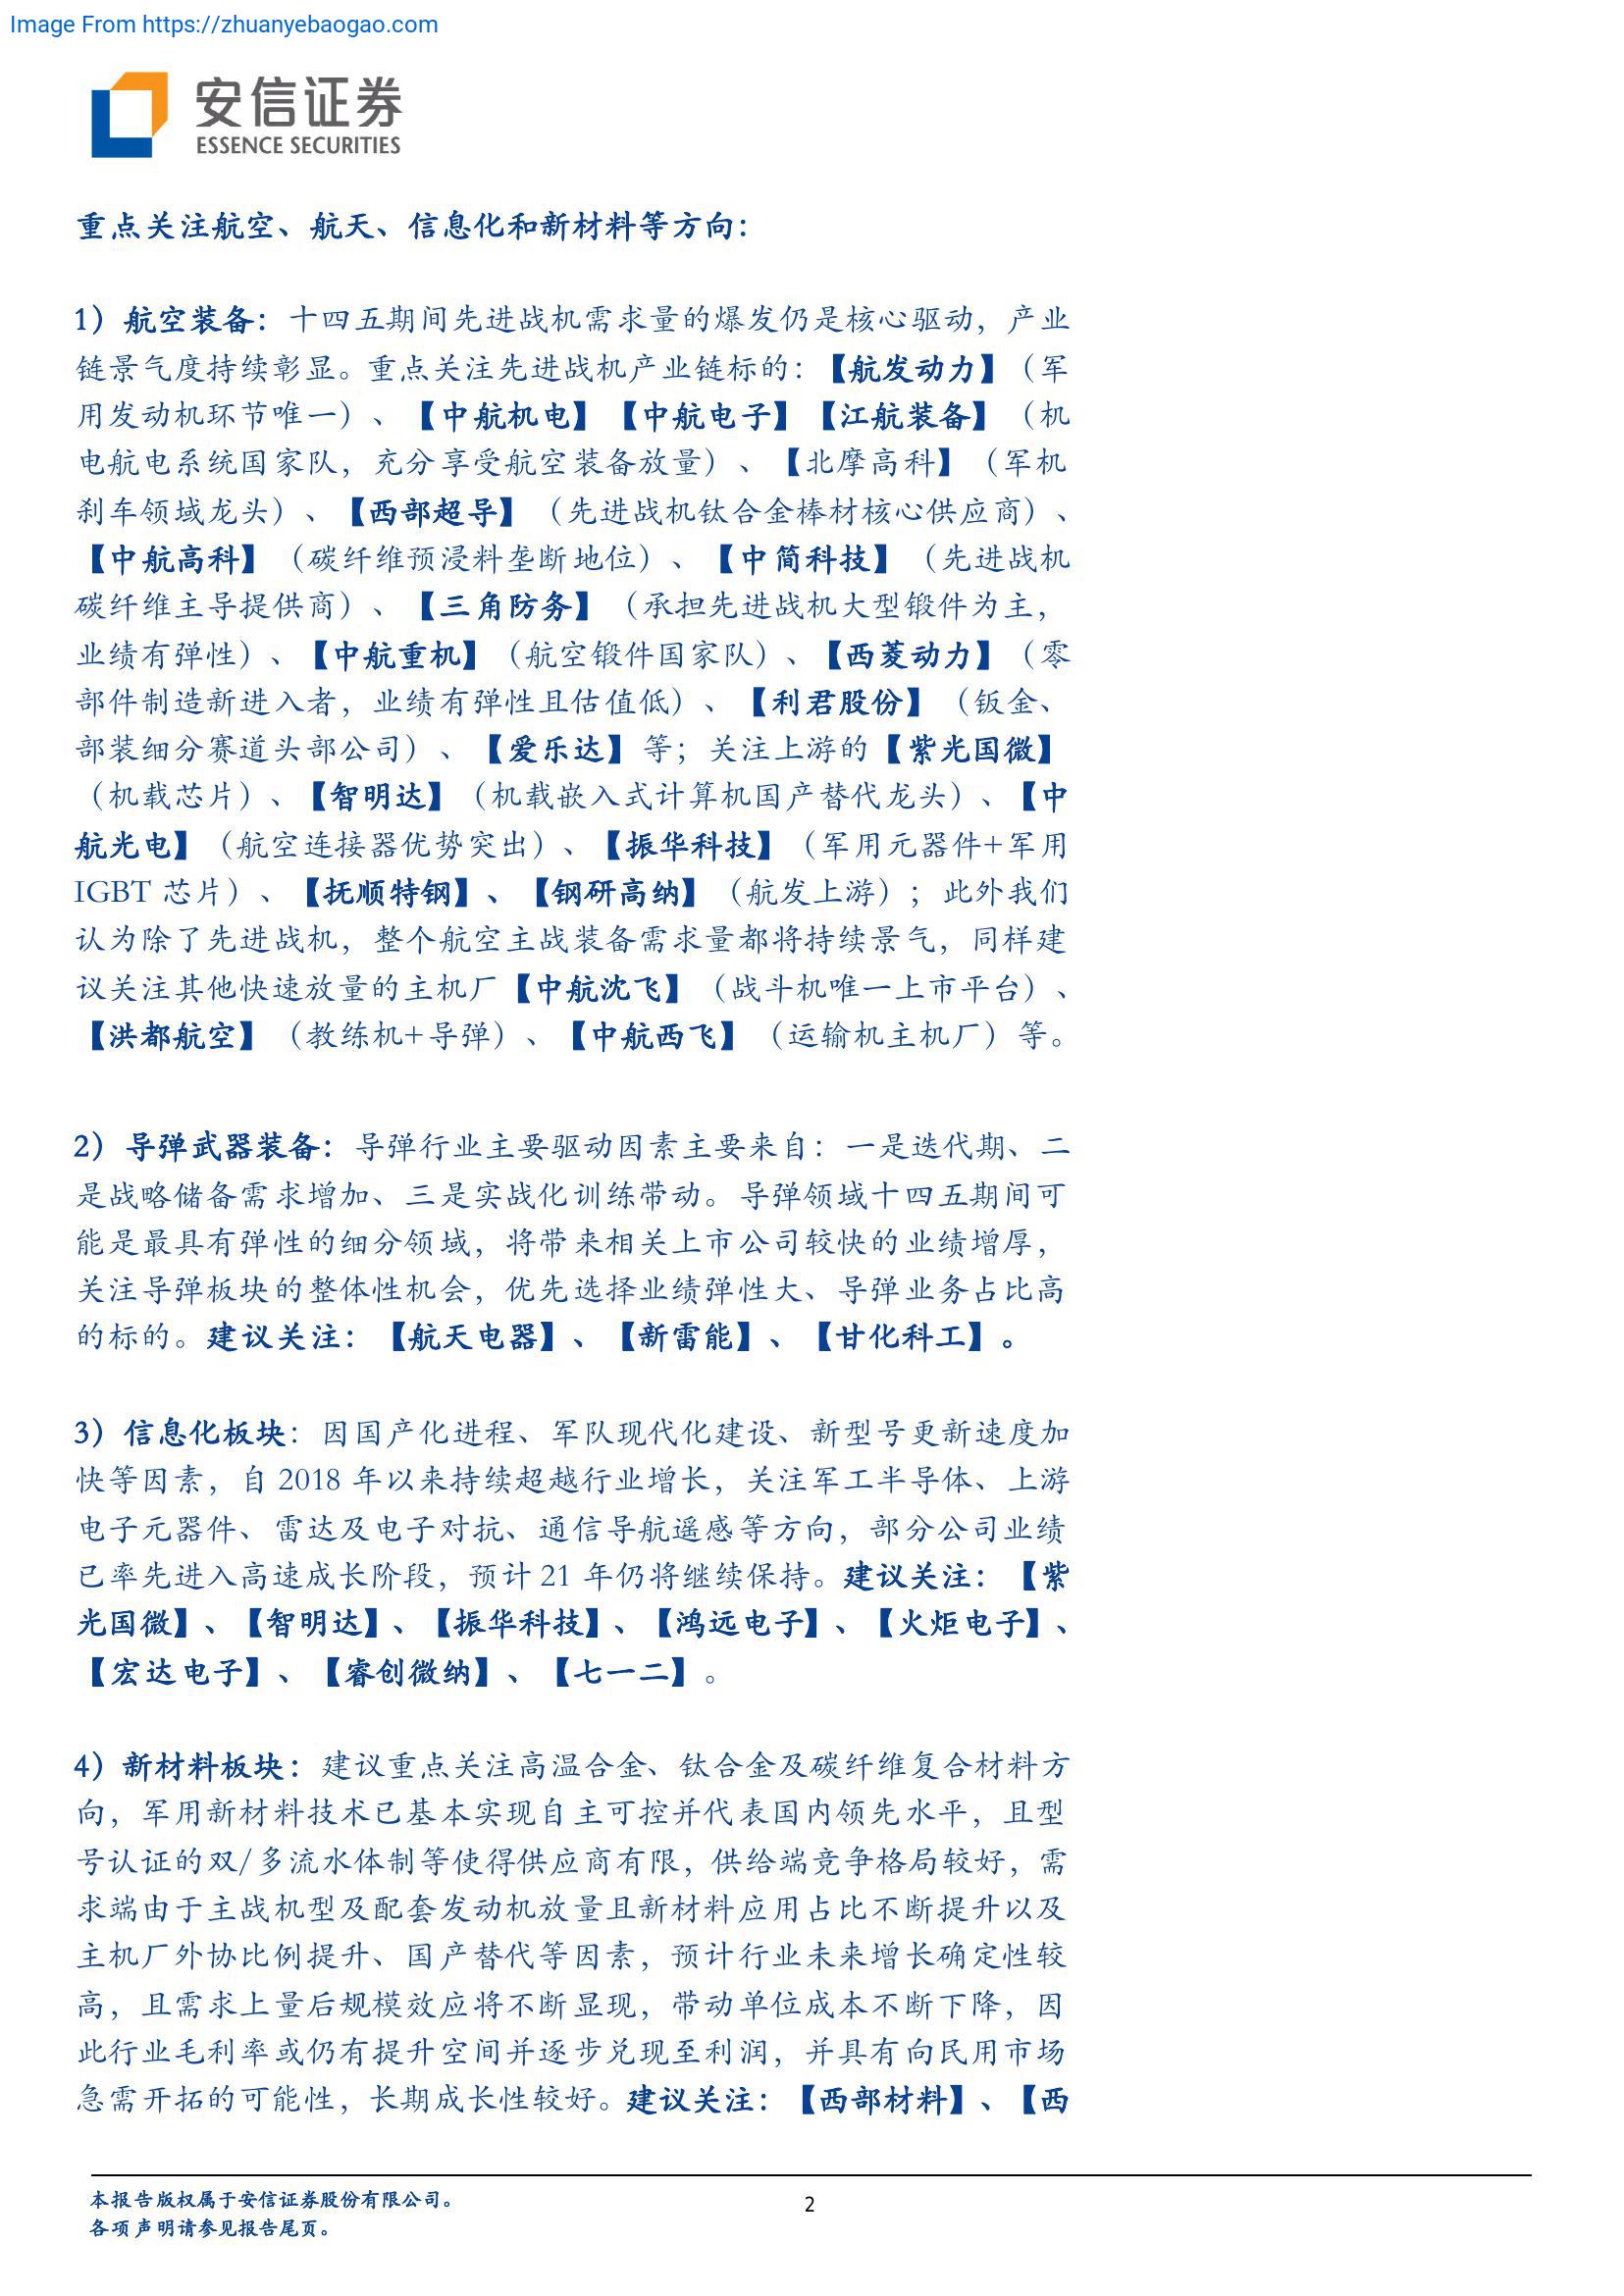 Image From https://zhuanyebaogao.com
安信证券
ESSENCE SECURITIES
重点关注航空、航天、信息化和新材料等方向：
1）航空装备：十四五期间先进战机需求量的爆发仍是核心驱动，产业
链景气度持续彰显。重点关注先进战机产业链标的：【航发动力】（军
用发动机环节唯一）、【中航机电】【中航电子】【江航装备】（机
电航电系统国家队，充分享受航空装备放量）、【北摩高科】（军机
刹车领域龙头）、【西部超导】（先进战机钛合金棒材核心供应商）、
【中航高科】（碳纤维预浸料垄断地位）、【中简科技】（先进战机
碳纤维主导提供商）、【三角防务】（承担先进战机大型锻件为主，
业绩有弹性）、【中航重机】（航空锻件国家队）、【西菱动力】（零
部件制造新进入者，业绩有弹性且估值低）、【利君股份】（钣金、
部装细分赛道头部公司）、【爱乐达】等；关注上游的【紫光国微】
（机载芯片）、【智明达】（机载嵌入式计算机国产替代龙头）、【中
航光电】（航空连接器优势突出）、【振华科技】（军用元器件+军用
IGBT 芯片）、【抚顺特钢】、【钢研高纳】（航发上游）；此外我们
认为除了先进战机，整个航空主战装备需求量都将持续景气，同样建
议关注其他快速放量的主机厂【中航沈飞】（战斗机唯一上市平台）、
【洪都航空】（教练机+导弹）、【中航西飞】（运输机主机厂）等。
2）导弹武器装备：导弹行业主要驱动因素主要来自：一是迭代期、二
是战略储备需求增加、三是实战化训练带动。导弹领域十四五期间可
能是最具有弹性的细分领域，将带来相关上市公司较快的业绩增厚，
关注导弹板块的整体性机会，优先选择业绩弹性大、导弹业务占比高
的标的。建议关注：【航天电器】、【新雷能】、【甘化科工】。
3）信息化板块：因国产化进程、军队现代化建设、新型号更新速度加
快等因素，自 2018 年以来持续超越行业增长，关注军工半导体、上游
电子元器件、雷达及电子对抗、通信导航遥感等方向，部分公司业绩
已率先进入高速成长阶段，预计 21 年仍将继续保持。建议关注：【紫
光国微】、【智明达】、【振华科技】、【鸿远电子】、【火炬电子】、
【宏达电子】、【睿创微纳】、【七一二】。
4）新材料板块：建议重点关注高温合金、钛合金及碳纤维复合材料方
向，军用新材料技术已基本实现自主可控并代表国内领先水平，且型
号认证的双/多流水体制等使得供应商有限，供给端竞争格局较好，需
求端由于主战机型及配套发动机放量且新材料应用占比不断提升以及
主机厂外协比例提升、国产替代等因素，预计行业未来增长确定性较
高，且需求上量后规模效应将不断显现，带动单位成本不断下降，因
此行业毛利率或仍有提升空间并逐步兑现至利润，并具有向民用市场
急需开拓的可能性，长期成长性较好。建议关注：【西部材料】、【西
本报告版权属于安信证券股份有限公司。
各项声明请参见报告尾页。
2